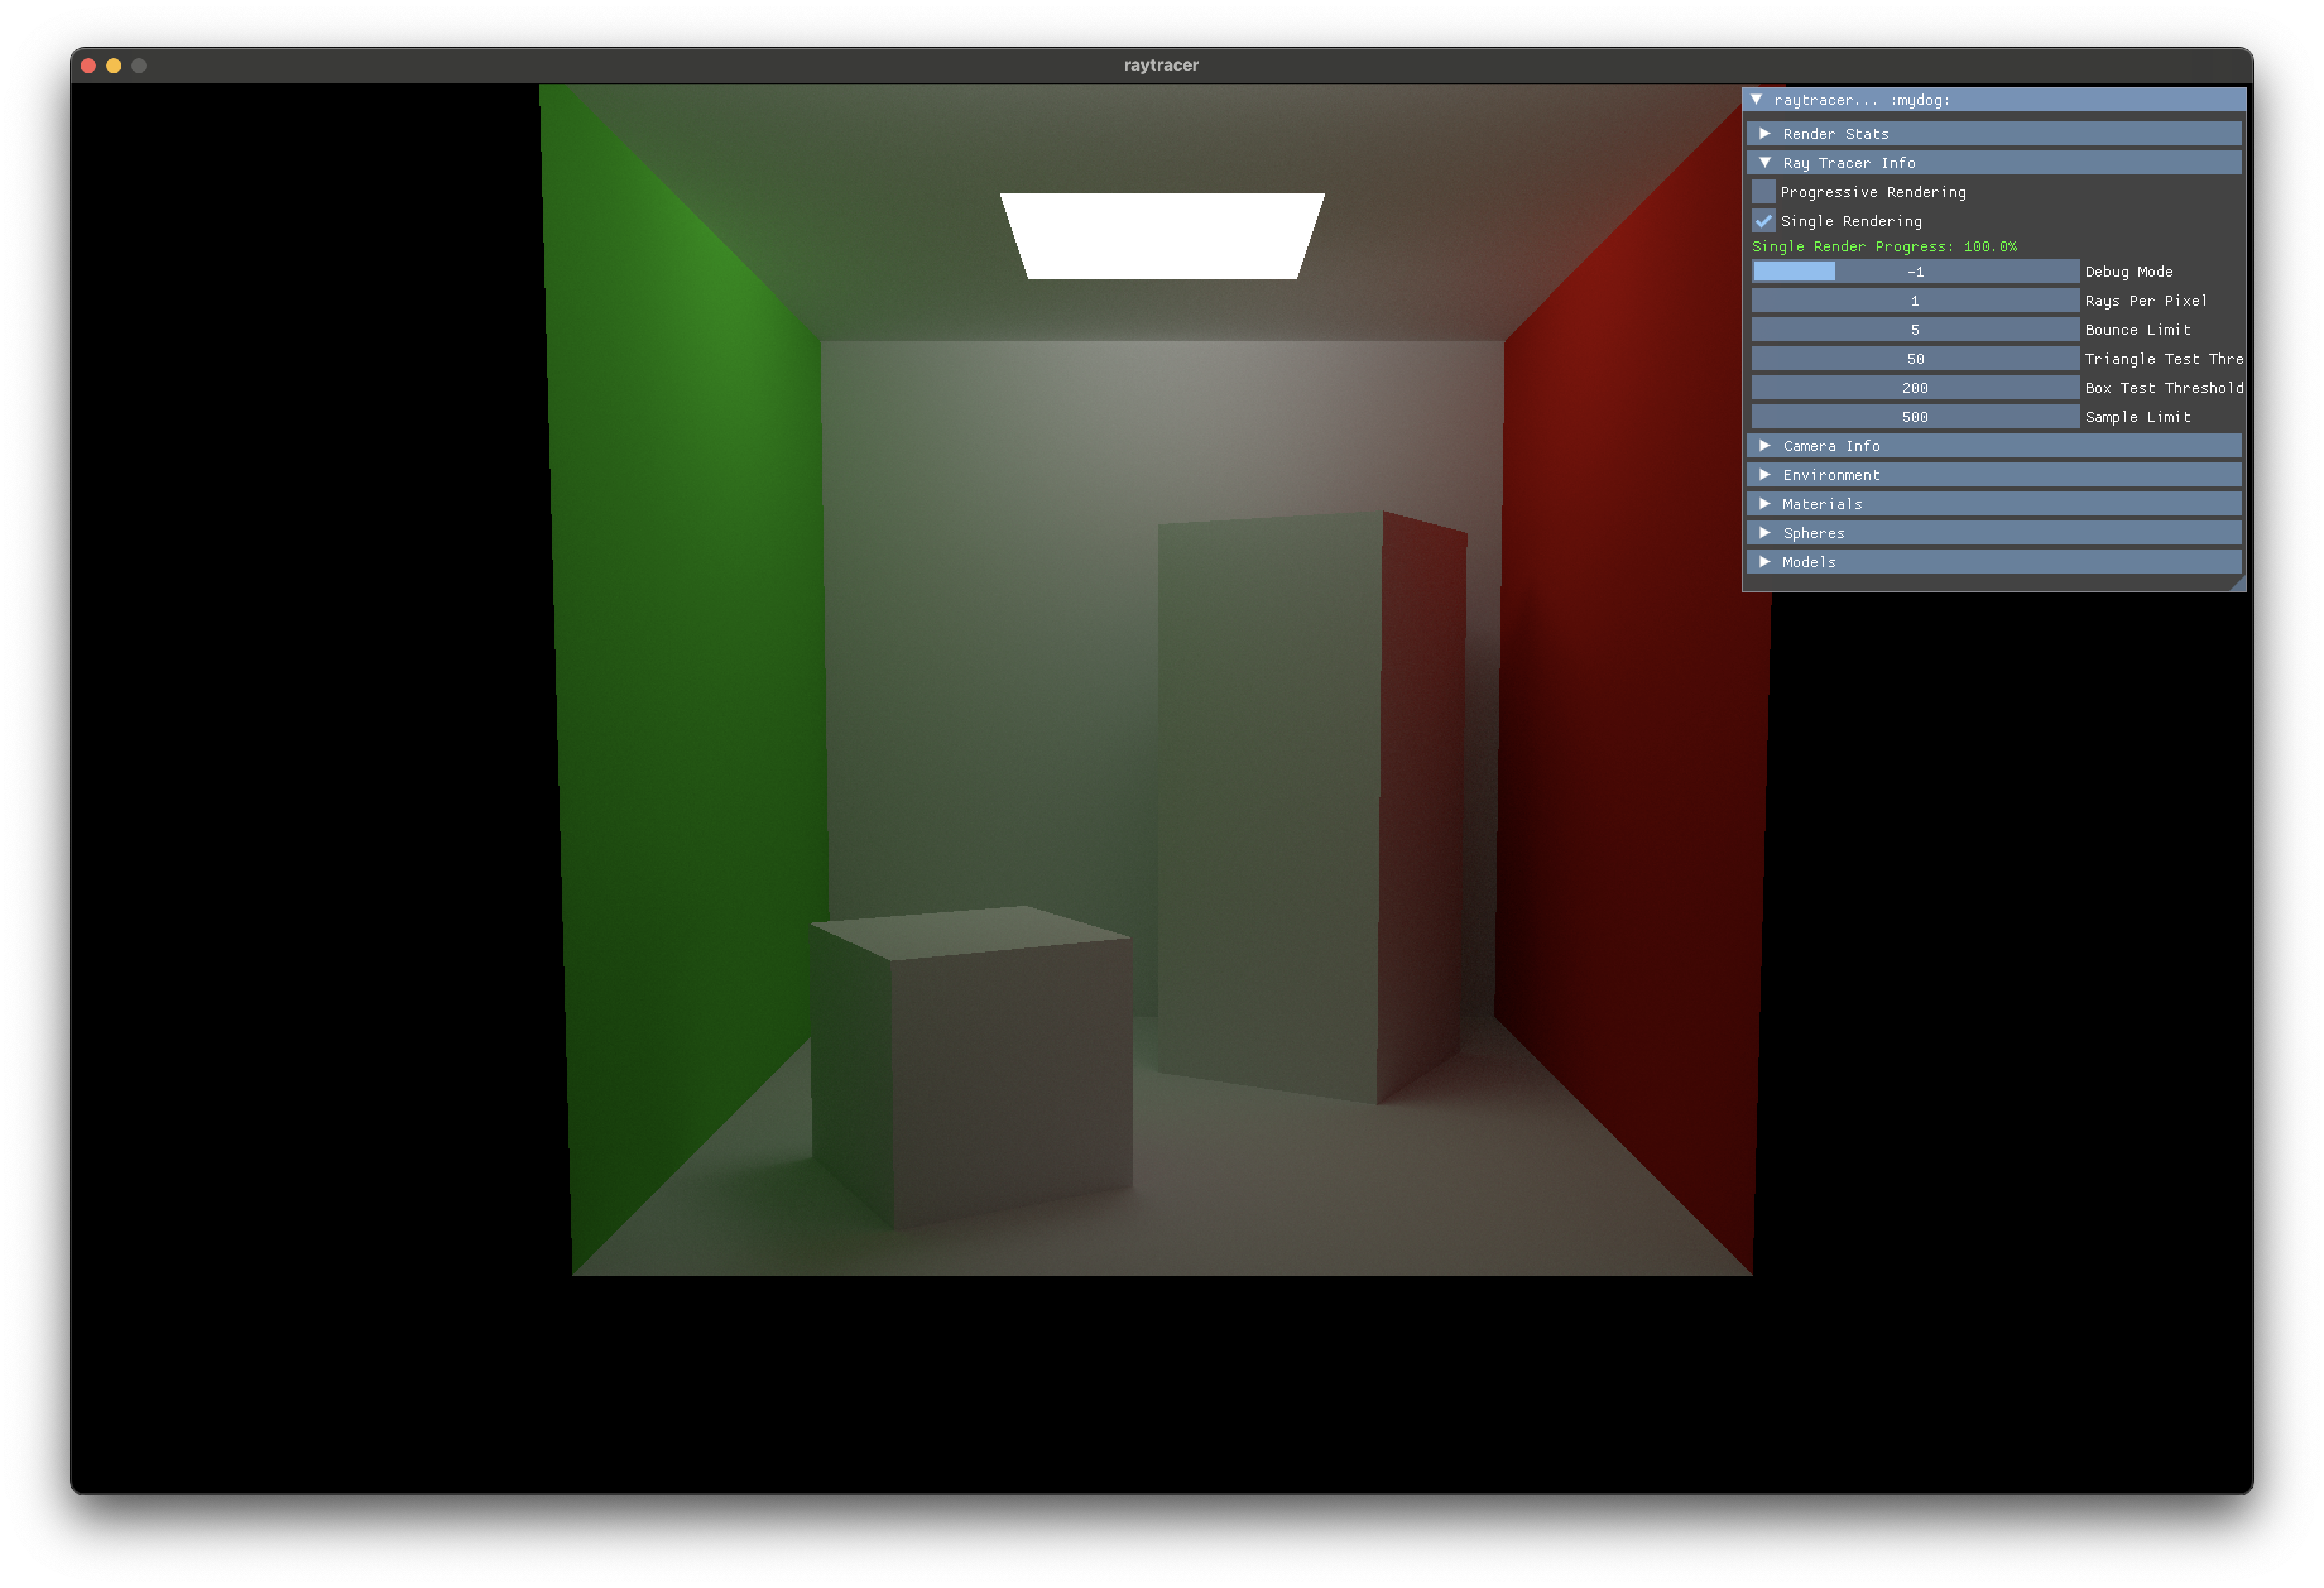 raytracer
raytracer... :mydog:
Render Stats
Ray Tracer Info
Progressive Rendering
Single Rendering
Single Render Progress: 100.0%
-1 Debug Mode
1 Rays Per Pixel
5 Bounce Limit
50 Triangle Test Thre
200 Box Test Threshold
500 Sample Limit
Camera Info
Environment
Materials
Spheres
Models